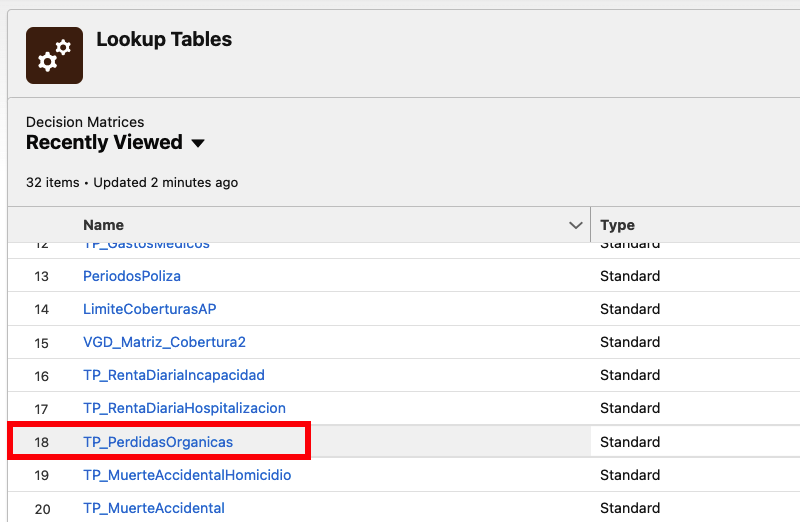 Lookup Tables
Decision Matrices
Recently Viewed
32 items • Updated 2 minutes ago
Name Type
12 TP_GastosMedicos Standard
13 PeriodosPoliza Standard
14 LimiteCoberturasAP Standard
15 VGD_Matriz_Cobertura2 Standard
16 TP_RentaDiariaIncapacidad Standard
17 TP_RentaDiariaHospitalizacion Standard
18 TP_PerdidasOrganicas Standard
19 TP_MuerteAccidentalHomicidio Standard
20 TP_MuerteAccidental Standard